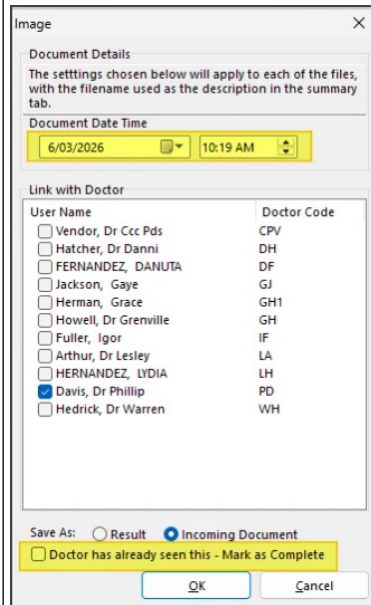 Image
Document Details
The setttings chosen below will apply to each of the files,
with the filename used as the description in the summary
tab.
Document Date Time
6/03/2026 10:19 AM
Link with Doctor
User Name Doctor Code
Vendor, Dr Ccc Pds CPV
Hatcher, Dr Danni DH
FERNANDEZ, DANUTA DF
Jackson, Gaye GJ
Herman, Grace GH1
Howell, Dr Grenville GH
Fuller, Igor IF
Arthur, Dr Lesley LA
HERNANDEZ, LYDIA LH
Davis, Dr Phillip PD
Hedrick, Dr Warren WH
Save As: Result Incoming Document
Doctor has already seen this - Mark as Complete
OK Cancel